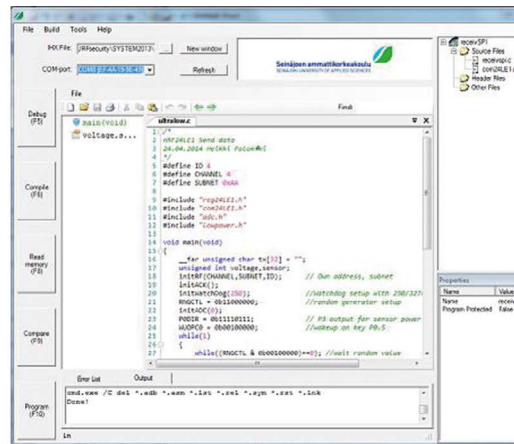 File Build Tools Help
HX File: /RFsecurity\SYSTEM2013\ ... New window
COM-port: Refresh
Seinäjoen ammattikorkeakoulu
SEINÄJOKI UNIVERSITY OF APPLIED SCIENCES
receivSPI
Source Files
receivspi.c
Header Files
Other Files
File
Find:
Debug
(F5)
Compile
(F6)
Read
memory
(F8)
Compare
(F9)
Program
(F10)
main(void)
voltage,s...
ultralow.c
1 /*
2 nRF24LE1 Send data
3 24.04.2014 Heikki
4 */
5 #define ID 4
6 #define CHANNEL 4
7 #define SUBNET 0xAA
8
9 #include "reg24LE1.h"
10 #include "com24LE1.h"
11 #include "adc.h"
12 #include "lowpower.h"
13
14 void main(void)
15 {
16 __far unsigned char tx[32] = "";
17 unsigned int voltage,sensor;
18 initRF(CHANNEL,SUBNET,ID); // Own address, subnet
19 initACK();
20 initWatchDog(250); //watchdog setup with 250/327
21 RNGCTL = 0b11000000; //random generator setup
22 initADC(0);
23 P0DIR = 0b11110111; // P3 output for sensor power
24 WUOPC0 = 0b00100000; //wakeup on key P0.5
25 while(1)
26 {
27 while((RNGCTL & 0b00100000)==0); //wait random value
Properties
Name Value
Name receiv
Program Protected False
Error List Output
cmd.exe /C del *.adb *.asm *.lst *.rel *.sym *.rst *.lnk
Done!
Ln